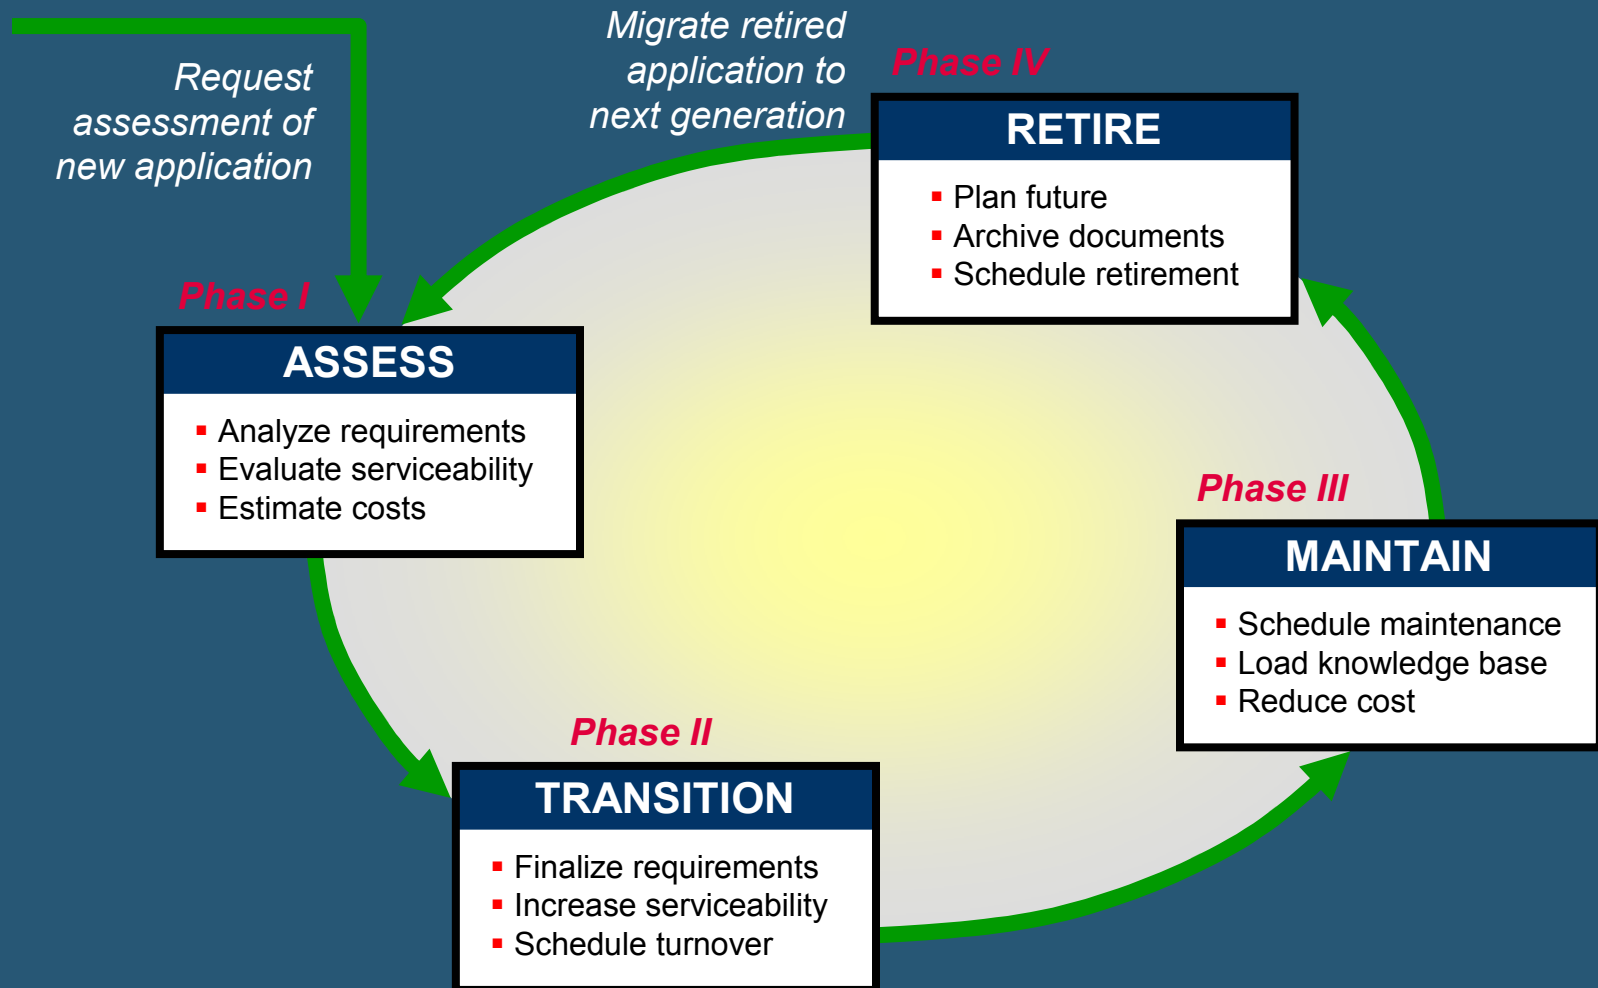 Request
assessment of
new application
Migrate retired
application to
next generation
Phase IV
RETIRE
Plan future
Archive documents
Schedule retirement
Phase I
ASSESS
Analyze requirements
Evaluate serviceability
Estimate costs
Phase III
MAINTAIN
Schedule maintenance
Load knowledge base
Reduce cost
Phase II
TRANSITION
Finalize requirements
Increase serviceability
Schedule turnover